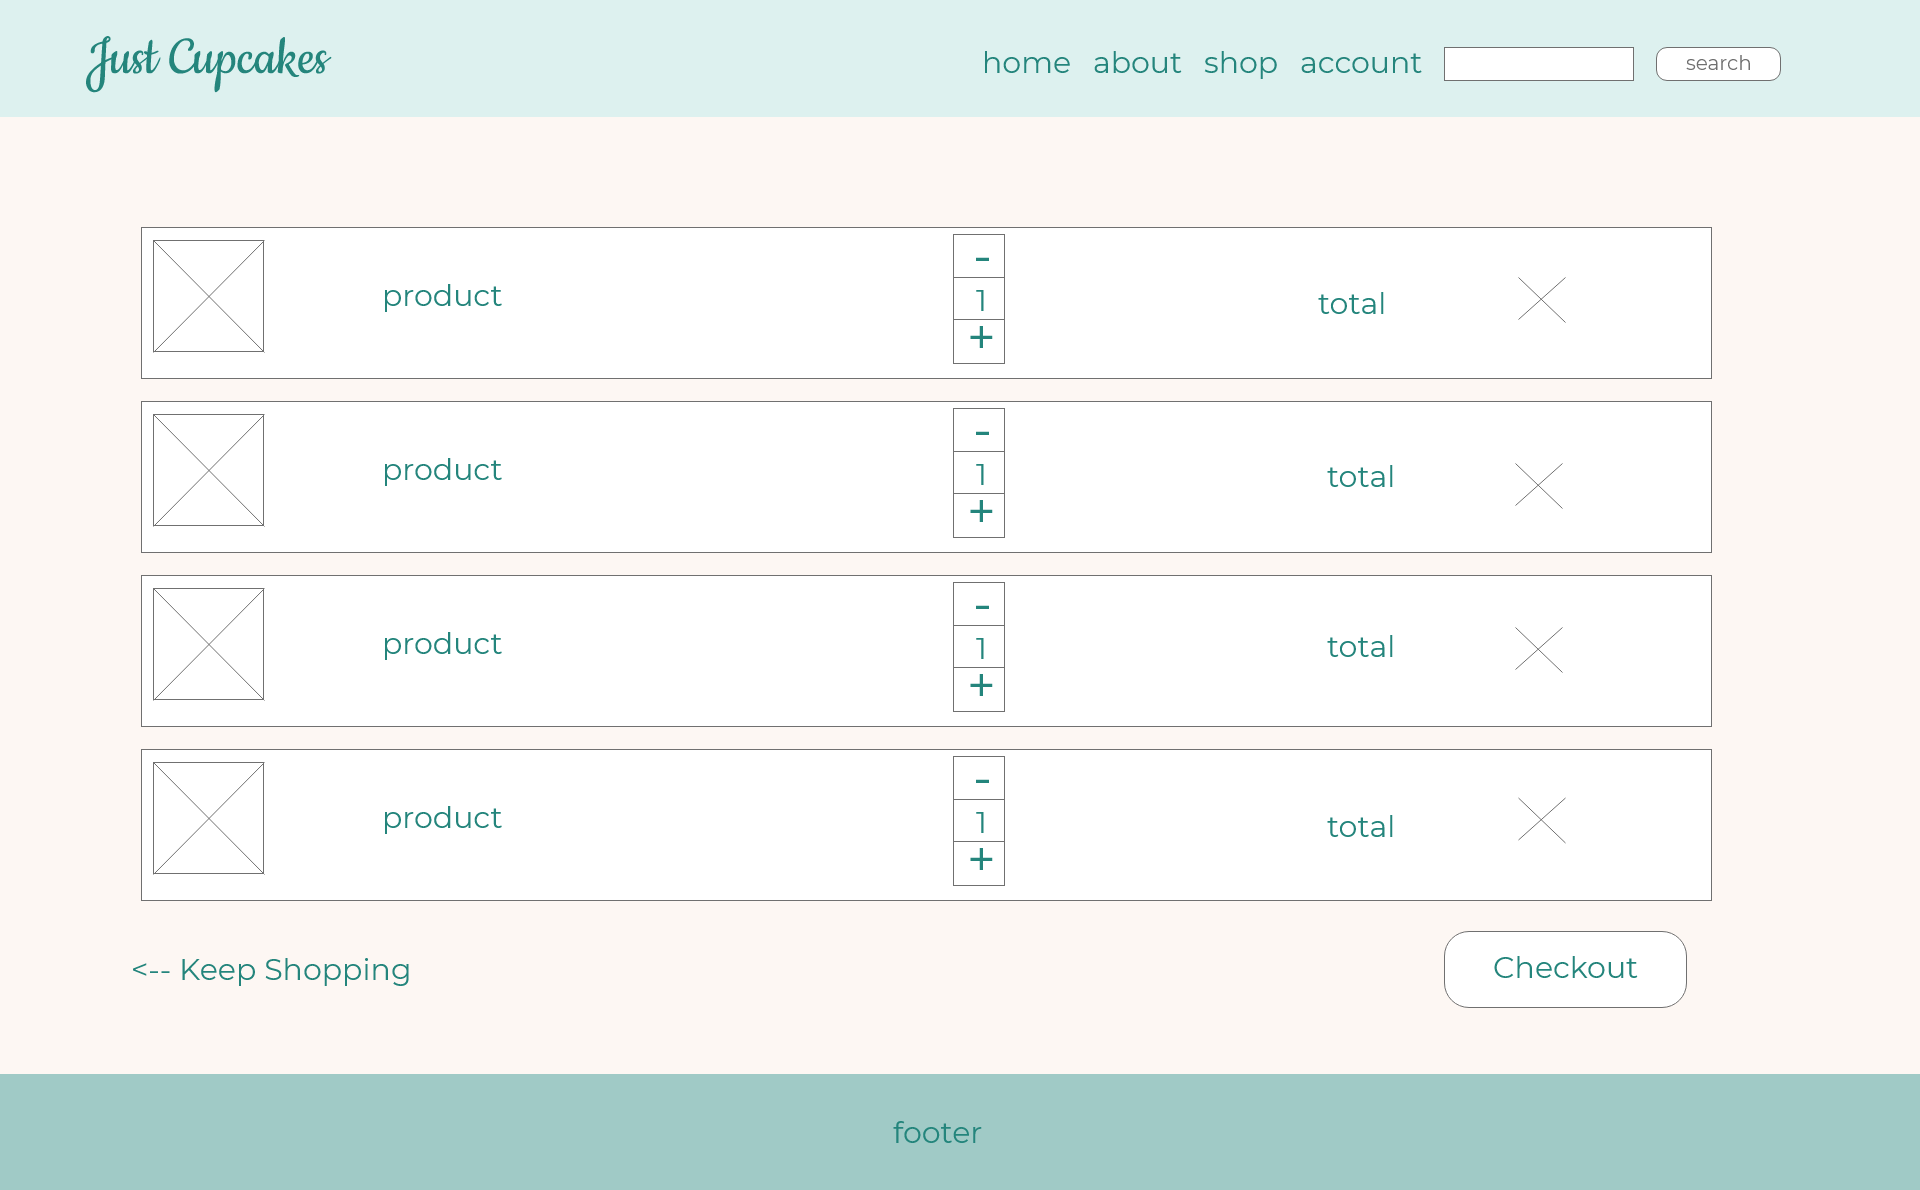 Just Cupcakes
home about shop account search
product
-
1
+
total
product
-
1
+
total
product
-
1
+
total
product
-
1
+
total
<-- Keep Shopping
Checkout
footer